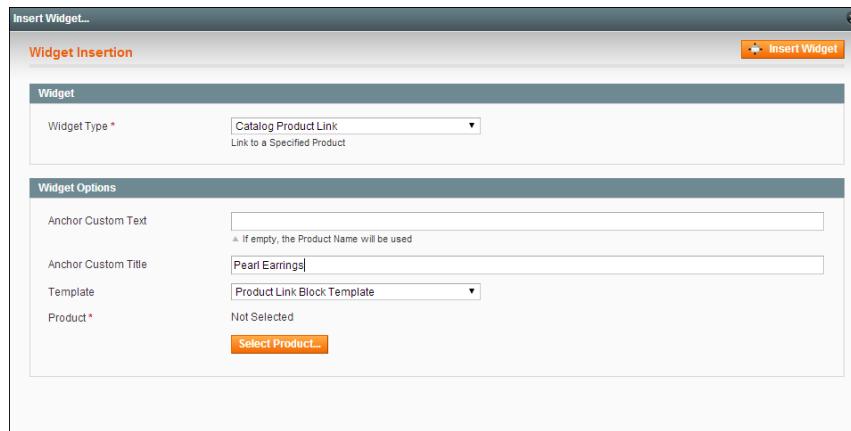 Insert Widget...
Widget Insertion
Insert Widget
Widget
Widget Type *
Catalog Product Link
Link to a Specified Product
Widget Options
Anchor Custom Text
If empty, the Product Name will be used
Anchor Custom Title
Pearl Earrings
Template
Product Link Block Template
Product *
Not Selected
Select Product...